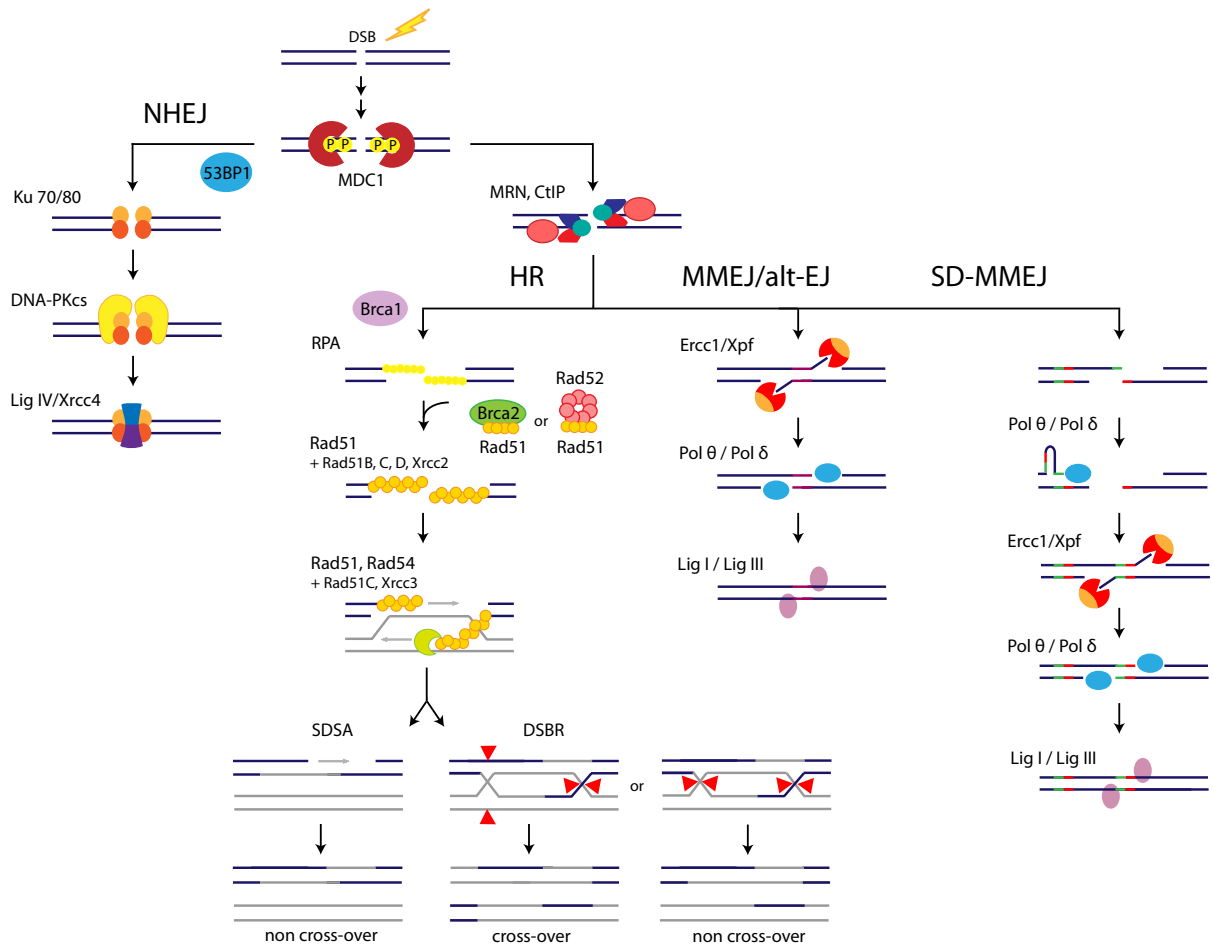 DSB
NHEJ
P P
P P
MDC1
53BP1
Ku 70/80
DNA-PKcs
Lig IV/Xrcc4
MRN, CtIP
HR
MMEJ/alt-EJ
SD-MMEJ
Brca1
RPA
Brca2
or
Rad52
Rad51
Rad51
Rad51
+ Rad51B, C, D, Xrcc2
Rad51, Rad54
+ Rad51C, Xrcc3
SDSA
DSBR
or
non cross-over
cross-over
non cross-over
Ercc1/Xpf
Pol θ / Pol δ
Lig I / Lig III
Pol θ / Pol δ
Ercc1/Xpf
Pol θ / Pol δ
Lig I / Lig III